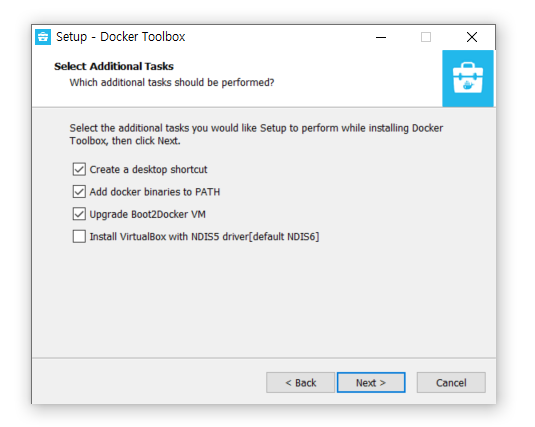 Setup - Docker Toolbox
Select Additional Tasks
Which additional tasks should be performed?
Select the additional tasks you would like Setup to perform while installing Docker
Toolbox, then click Next.
Create a desktop shortcut
Add docker binaries to PATH
Upgrade Boot2Docker VM
Install VirtualBox with NDIS5 driver[default NDIS6]
< Back
Next >
Cancel